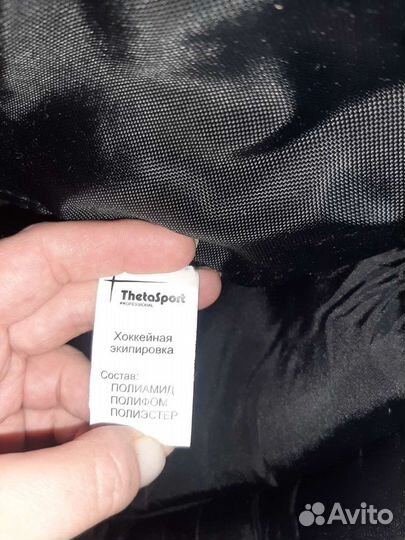 ThetaSport
PROFESSIONAL
Хоккейная
экипировка
Состав:
ПОЛИАМИД
ПОЛИФОМ
ПОЛИЭСТЕР
Avito